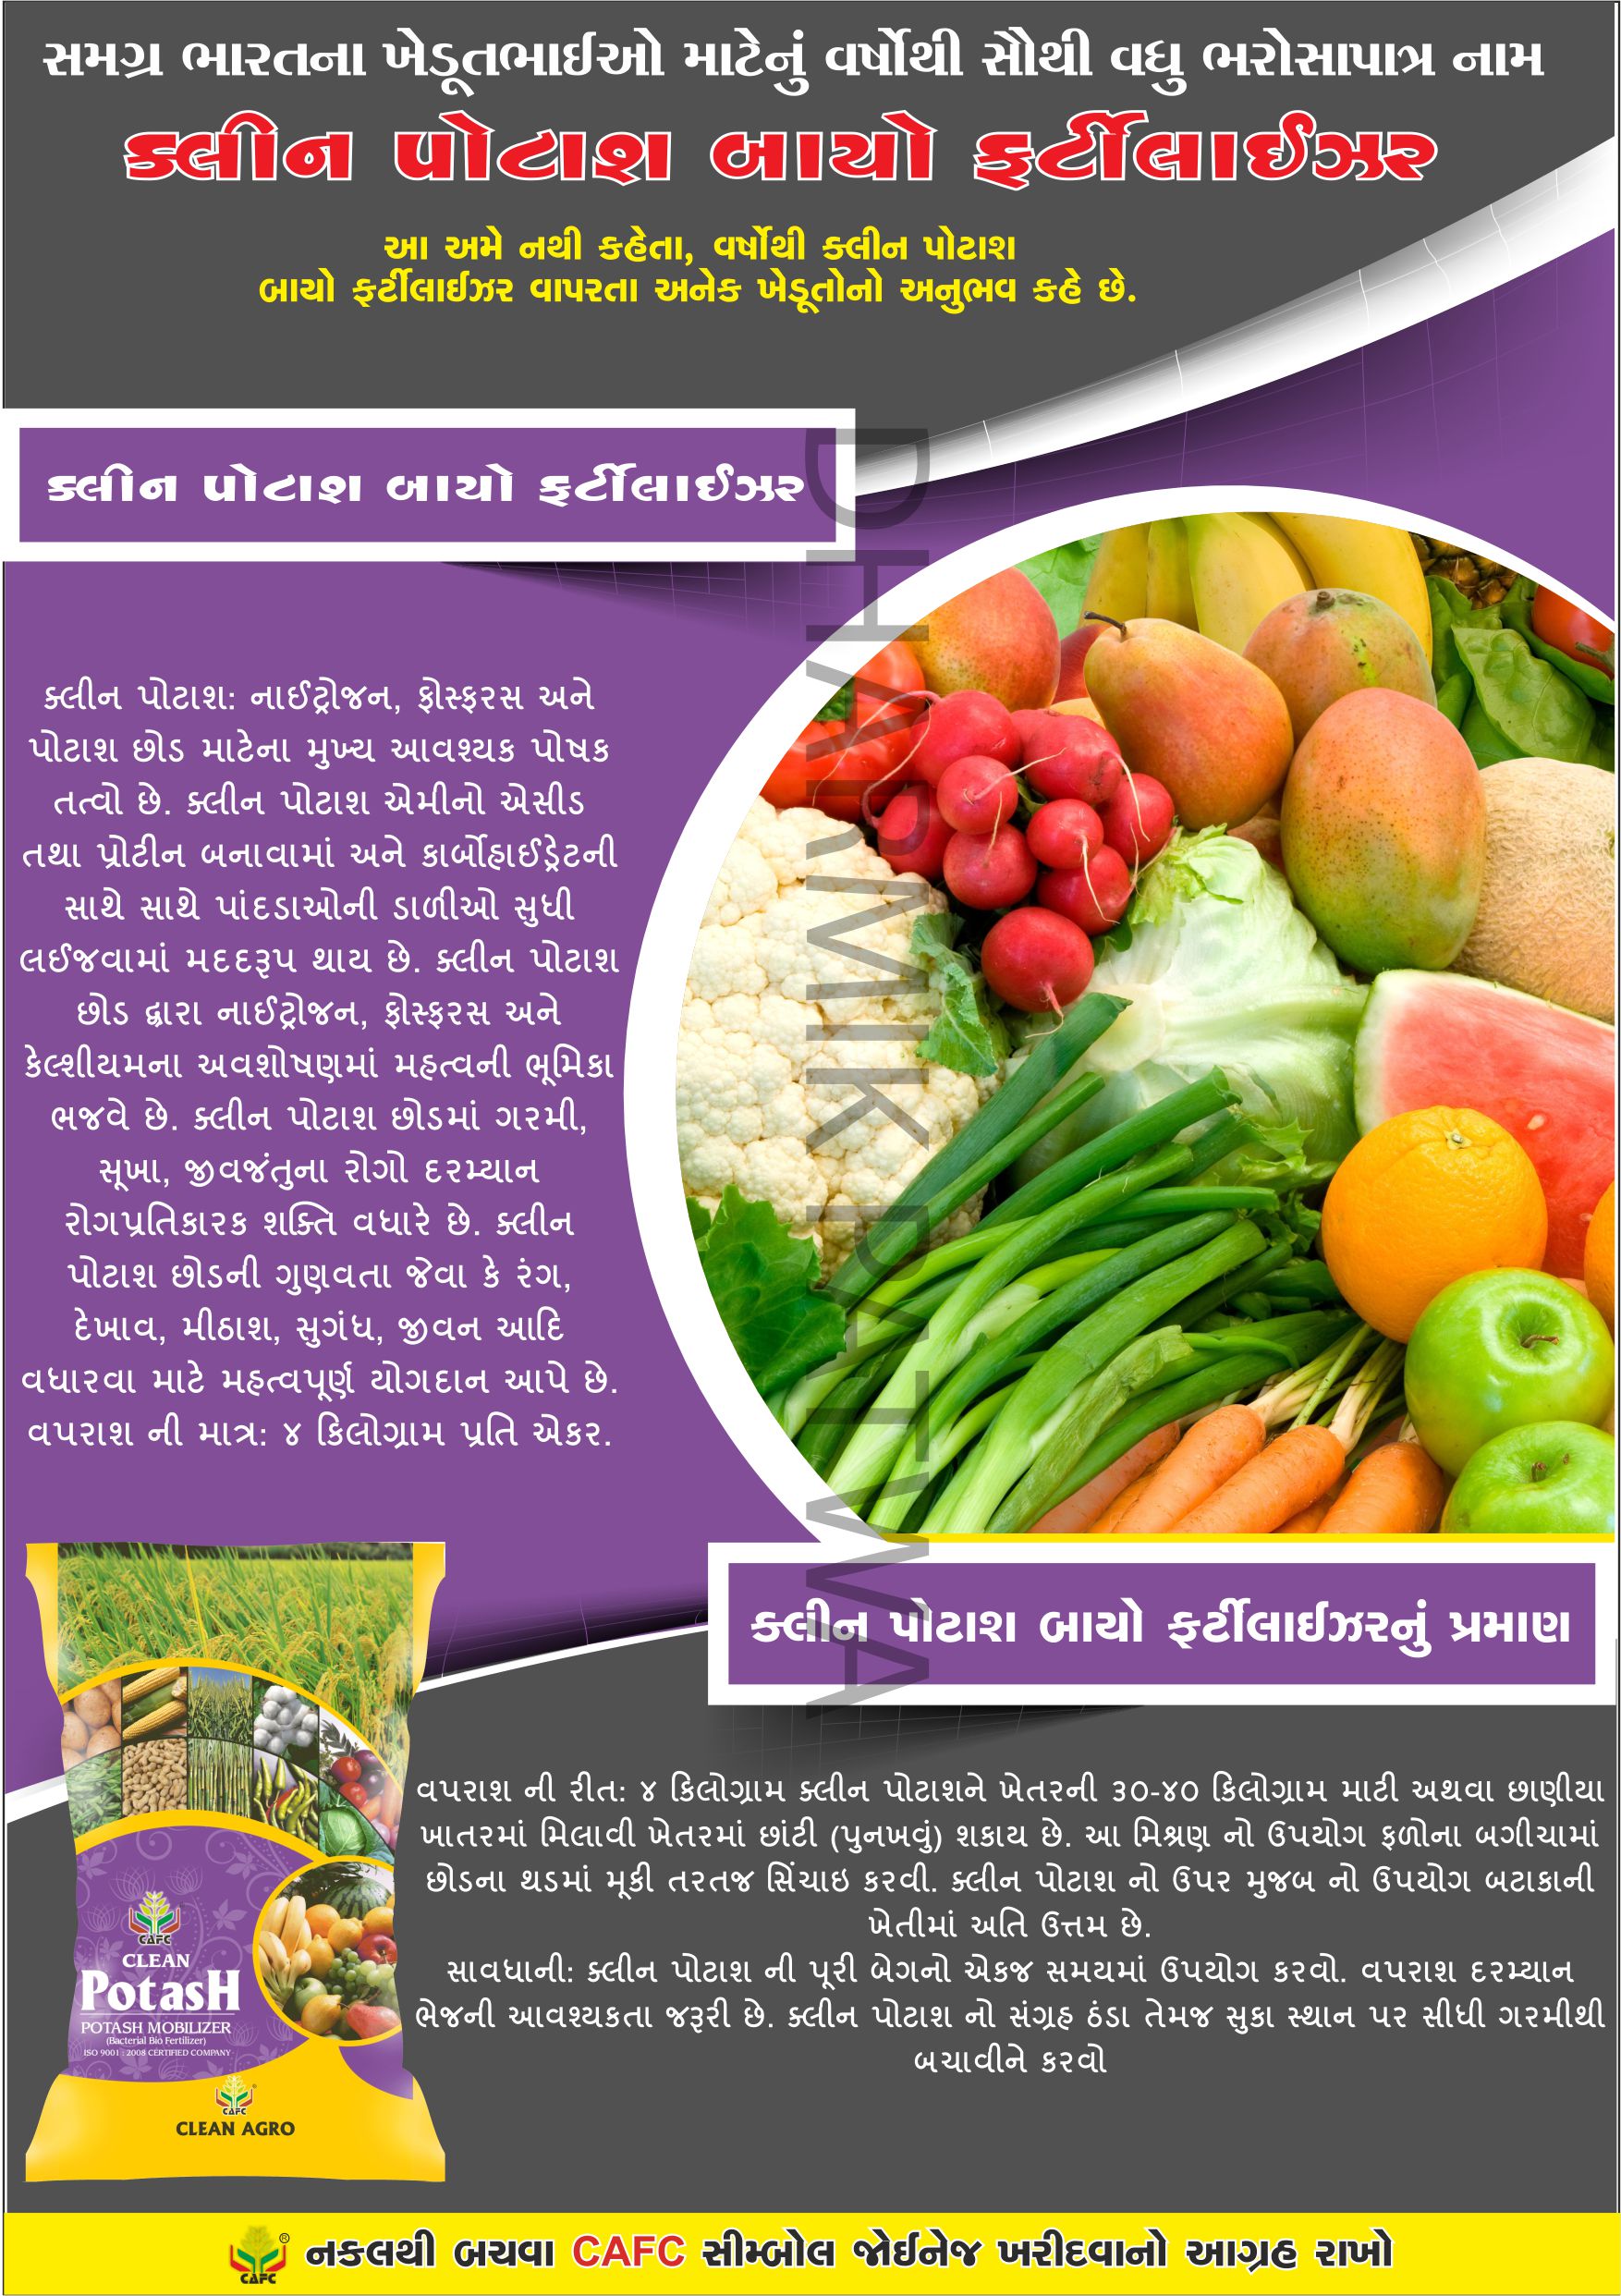 સમગ્ર ભારતના ખેડૂતભાઈઓ માટેનું વર્ષોથી સૌથી વધુ ભરોસાપાત્ર નામ
ક્લીન પોટાશ બાયો ફર્ટીલાઈઝર
આ અમે નથી કહેતા, વર્ષોથી ક્લીન પોટાશ
બાયો ફર્ટીલાઈઝર વાપરતા અનેક ખેડૂતોનો અનુભવ કહે છે.
ક્લીન પોટાશ બાયો ફર્ટીલાઈઝર
ક્લીન પોટાશ: નાઈટ્રોજન, ફોસ્ફરસ અને
પોટાશ છોડ માટેના મુખ્ય આવશ્યક પોષક
તત્વો છે. ક્લીન પોટાશ એમીનો એસીડ
તથા પ્રોટીન બનાવામાં અને કાર્બોહાઈડ્રેટની
સાથે સાથે પાંદડાઓની ડાળીઓ સુધી
લઈજવામાં મદદરૂપ થાય છે. ક્લીન પોટાશ
છોડ દ્વારા નાઈટ્રોજન, ફોસ્ફરસ અને
કેલ્શીયમના અવશોષણમાં મહત્વની ભૂમિકા
ભજવે છે. ક્લીન પોટાશ છોડમાં ગરમી,
સૂખા, જીવજંતુના રોગો દરમ્યાન
રોગપ્રતિકારક શક્તિ વધારે છે. ક્લીન
પોટાશ છોડની ગુણવતા જેવા કે રંગ,
દેખાવ, મીઠાશ, સુગંધ, જીવન આદિ
વધારવા માટે મહત્વપૂર્ણ યોગદાન આપે છે.
વપરાશ ની માત્ર: ૪ કિલોગ્રામ પ્રતિ એકર.
DHARMIK PATWA
ક્લીન પોટાશ બાયો ફર્ટીલાઈઝરનું પ્રમાણ
વપરાશ ની રીત: ૪ કિલોગ્રામ ક્લીન પોટાશને ખેતરની ૩૦-૪૦ કિલોગ્રામ માટી અથવા છાણીયા
ખાતરમાં મિલાવી ખેતરમાં છાંટી (પુનખવું) શકાય છે. આ મિશ્રણ નો ઉપયોગ ફળોના બગીચામાં
છોડના થડમાં મૂકી તરતજ સિંચાઇ કરવી. ક્લીન પોટાશ નો ઉપર મુજબ નો ઉપયોગ બટાકાની
ખેતીમાં અતિ ઉત્તમ છે.
સાવધાની: ક્લીન પોટાશ ની પૂરી બેગનો એકજ સમયમાં ઉપયોગ કરવો. વપરાશ દરમ્યાન
ભેજની આવશ્યકતા જરૂરી છે. ક્લીન પોટાશ નો સંગ્રહ ઠંડા તેમજ સુકા સ્થાન પર સીધી ગરમીથી
બચાવીને કરવો
CAFC
CLEAN
PotasH
POTASH MOBILIZER
(Bacterial Bio Fertilizer)
ISO 9001 : 2008 CERTIFIED COMPANY
CAFC
CLEAN AGRO
CAFC ®
નકલથી બચવા CAFC સીમ્બોલ જોઈનેજ ખરીદવાનો આગ્રહ રાખો